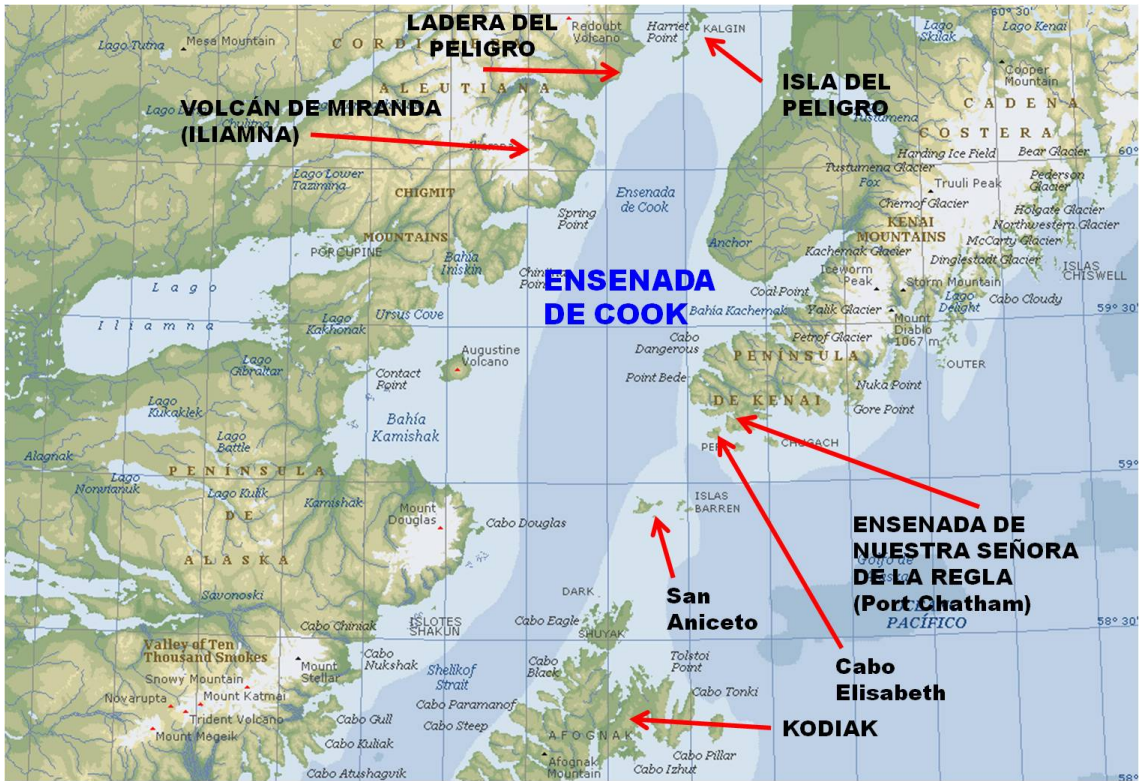 LADERA DEL
PELIGRO
Redoubt
Volcano
Harriet
Point
KALGIN
60° 30'
Lago
Skilak
Lago Kenai
Lago Tutna
Mesa Mountain
ISLA DEL
PELIGRO
Cooper
Mountain
ALEUTIANA
CADENA
COSTERA
VOLCÁN DE MIRANDA
(ILIAMNA)
Chulitna
Tustumena
Harding Ice Field
Bear Glacier
60°
Lago Lower
Tazimina
Tustumena
Glacier
Fox
Pederson
Glacier
CHIGMIT
MOUNTAINS
Ensenada
de Cook
Truuli Peak
Chernof Glacier
Holgate Glacier
Northwestern Glacier
Spring
Point
KENAI
MOUNTAINS
McCarty Glacier
PORCUPINE
Bahía
Iniskin
Anchor
Kachemak Glacier
Dinglestadt Glacier
ISLAS
CHISWELL
Iceworm
Peak
Storm Mountain
Lago
Iliamna
Point
ENSENADA
DE COOK
Coal Point
Lago
Delight
Cabo Cloudy
59° 30'
Ursus Cove
Bahía Kachemak
Yalik Glacier
Mount
Diablo
1067 m
Lago
Kakhonak
Cabo
Dangerous
Petrof Glacier
Augustine
Volcano
PENÍNSULA
DE KENAI
OUTER
Lago
Gibraltar
Contact
Point
Point Bede
Nuka Point
Gore Point
Lago
Kukaklek
Bahía
Kamishak
Lago
Battle
CHUGACH
Alagnak
PENÍNSULA
DE
ALASKA
59°
Lago
Nonvianuk
Lago Kulik
Kamishak
Mount
Douglas
Cabo Douglas
ISLAS
BARREN
ENSENADA DE
NUESTRA SEÑORA
DE LA REGLA
(Port Chatham)
Golfo de
PACÍFICO
San
Aniceto
Savonoski
DARK
Cabo Chiniak
ISLOTES
SHAKUN
Cabo Eagle
SHUYAK
58° 30'
Valley of Ten
Thousand Smokes
Cabo
Nukshak
Cabo
Black
Tolstoi
Point
Cabo
Elisabeth
Mount
Stellar
Shelikof
Strait
Snowy Mountain
Novarupta
Mount Katmai
Trident Volcano
Mount Megeik
Cabo Paramanof
Cabo Tonki
Cabo Gull
Cabo Steep
KODIAK
AFOGNAK
Cabo Kuliak
Cabo Pillar
Afognak
Mountain
Cabo Izhut
Cabo Atushagvik
58°